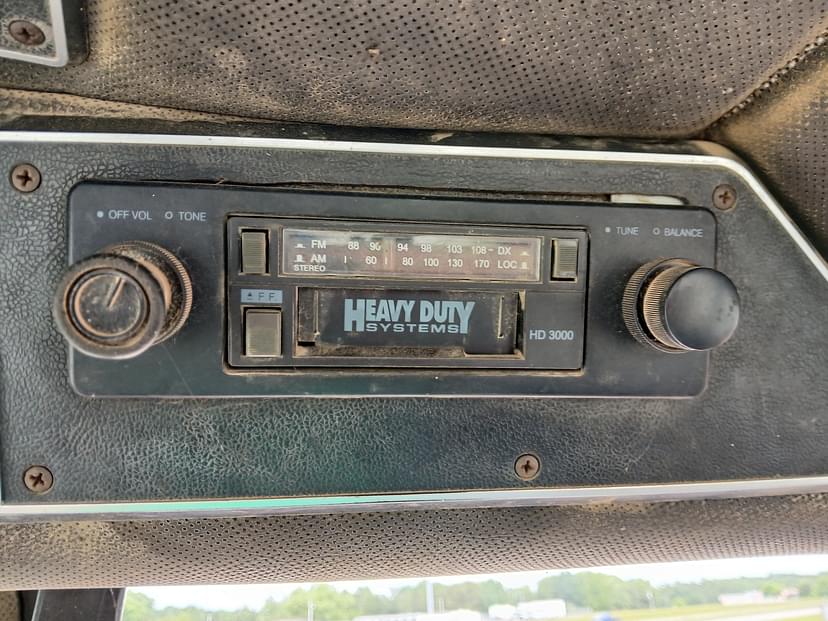 OFF VOL TONE
TUNE BALANCE
FM 88 90 94 98 103 108 DX
AM 60 80 100 130 170 LOC
STEREO
F.F.
HEAVY DUTY
SYSTEMS
HD 3000